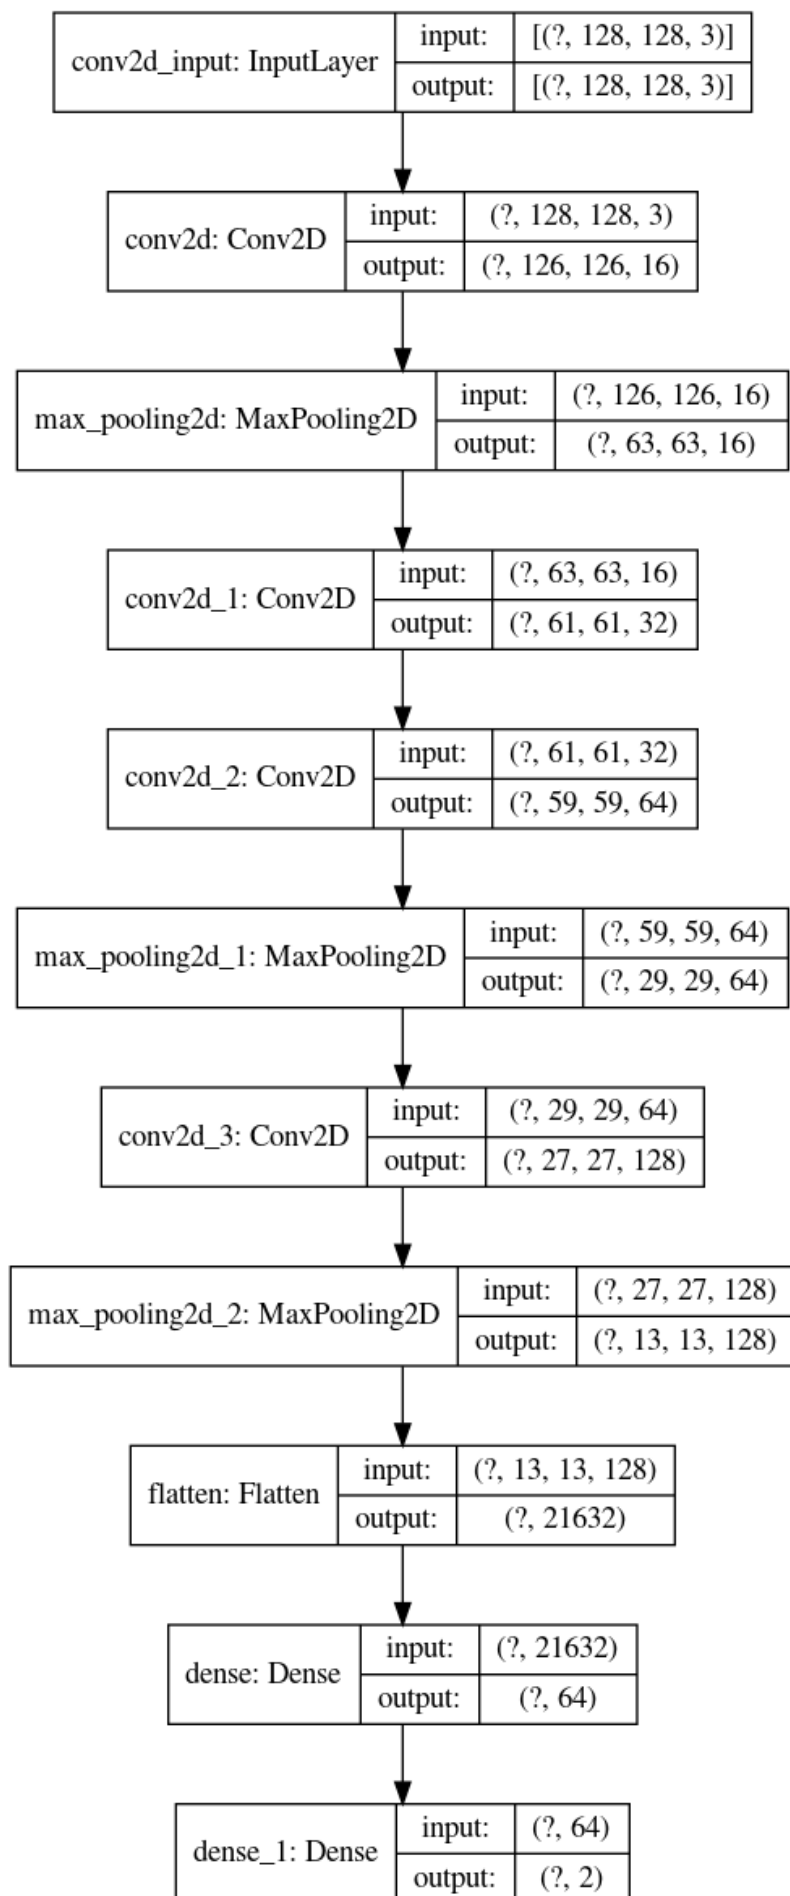 conv2d_input: InputLayer
input: [(?, 128, 128, 3)]
output: [(?, 128, 128, 3)]
conv2d: Conv2D
input: (?, 128, 128, 3)
output: (?, 126, 126, 16)
max_pooling2d: MaxPooling2D
input: (?, 126, 126, 16)
output: (?, 63, 63, 16)
conv2d_1: Conv2D
input: (?, 63, 63, 16)
output: (?, 61, 61, 32)
conv2d_2: Conv2D
input: (?, 61, 61, 32)
output: (?, 59, 59, 64)
max_pooling2d_1: MaxPooling2D
input: (?, 59, 59, 64)
output: (?, 29, 29, 64)
conv2d_3: Conv2D
input: (?, 29, 29, 64)
output: (?, 27, 27, 128)
max_pooling2d_2: MaxPooling2D
input: (?, 27, 27, 128)
output: (?, 13, 13, 128)
flatten: Flatten
input: (?, 13, 13, 128)
output: (?, 21632)
dense: Dense
input: (?, 21632)
output: (?, 64)
dense_1: Dense
input: (?, 64)
output: (?, 2)